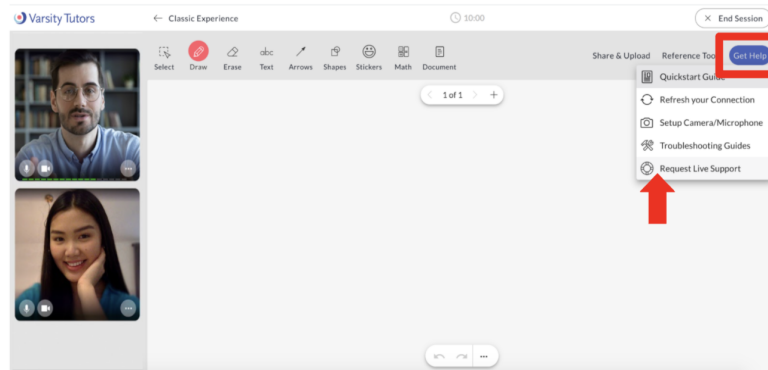 Varsity Tutors
← Classic Experience
10:00
× End Session
Select
Draw
Erase
abc
Text
Arrows
Shapes
Stickers
Math
Document
Share & Upload
Get Help
1 of 1
Quickstart Guide
Refresh your Connection
Setup Camera/Microphone
Troubleshooting Guides
Request Live Support